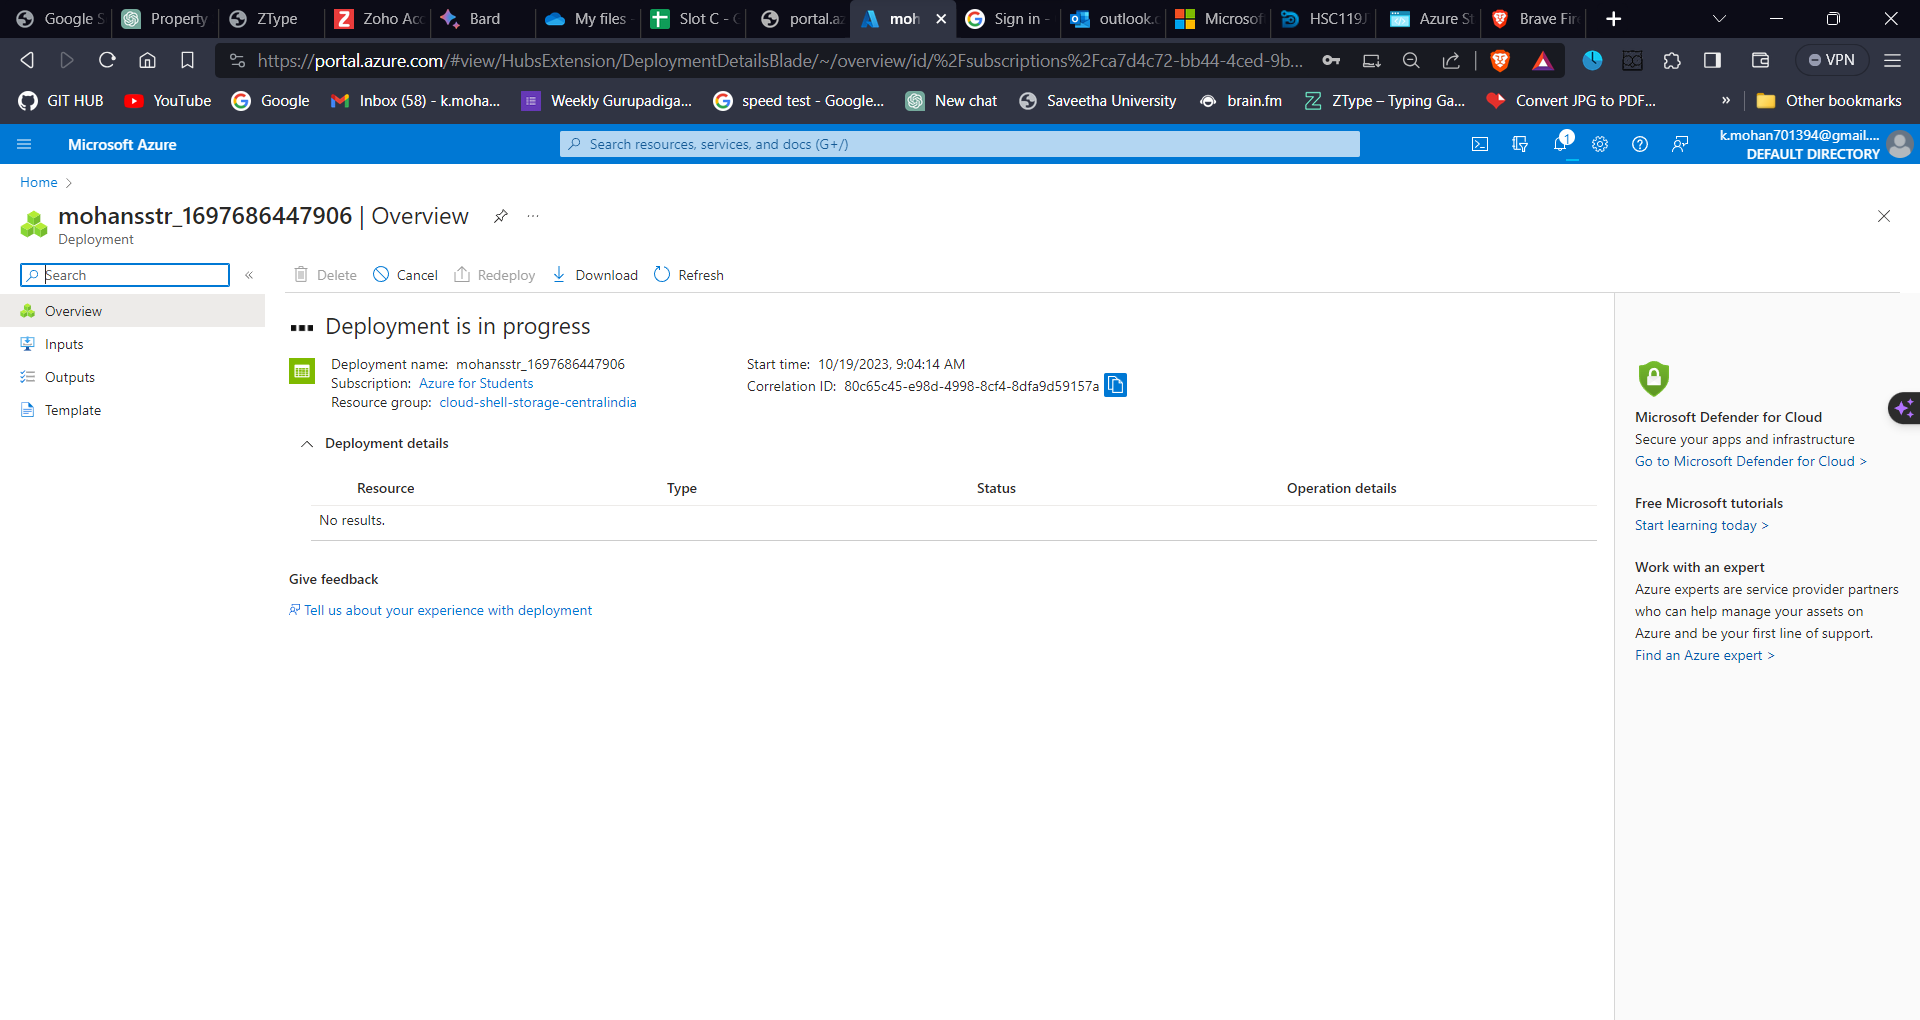 Google S
Property
ZType
Zoho Acc
Bard
My files -
Slot C - C
portal.az
moh
Sign in -
outlook.c
Microsof
HSC119J
Azure St
Brave Fir
https://portal.azure.com/#view/HubsExtension/DeploymentDetailsBlade/~/overview/id/%2Fsubscriptions%2Fca7d4c72-bb44-4ced-9b...
VPN
GIT HUB
YouTube
Google
Inbox (58) - k.moha...
Weekly Gurupadiga...
speed test - Google...
New chat
Saveetha University
brain.fm
ZType – Typing Ga...
Convert JPG to PDF...
»
Other bookmarks
Microsoft Azure
Search resources, services, and docs (G+/)
1
k.mohan701394@gmail....
DEFAULT DIRECTORY
Home >
mohansstr_1697686447906 | Overview
...
Deployment
Search
«
Delete
Cancel
Redeploy
Download
Refresh
Overview
Inputs
Outputs
Template
Deployment is in progress
Deployment name: mohansstr_1697686447906
Subscription: Azure for Students
Resource group: cloud-shell-storage-centralindia
Start time: 10/19/2023, 9:04:14 AM
Correlation ID: 80c65c45-e98d-4998-8cf4-8dfa9d59157a
Deployment details
Resource
Type
Status
Operation details
No results.
Give feedback
Tell us about your experience with deployment
Microsoft Defender for Cloud
Secure your apps and infrastructure
Go to Microsoft Defender for Cloud >
Free Microsoft tutorials
Start learning today >
Work with an expert
Azure experts are service provider partners
who can help manage your assets on
Azure and be your first line of support.
Find an Azure expert >